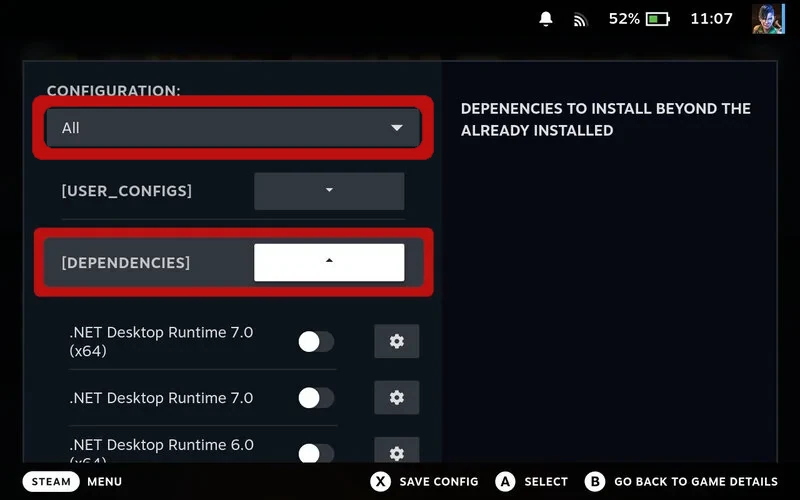 52% 11:07
CONFIGURATION:
All
[USER_CONFIGS]
[DEPENDENCIES]
.NET Desktop Runtime 7.0
(x64)
.NET Desktop Runtime 7.0
.NET Desktop Runtime 6.0
(x64)
DEPENENCIES TO INSTALL BEYOND THE
ALREADY INSTALLED
STEAM MENU X SAVE CONFIG A SELECT B GO BACK TO GAME DETAILS